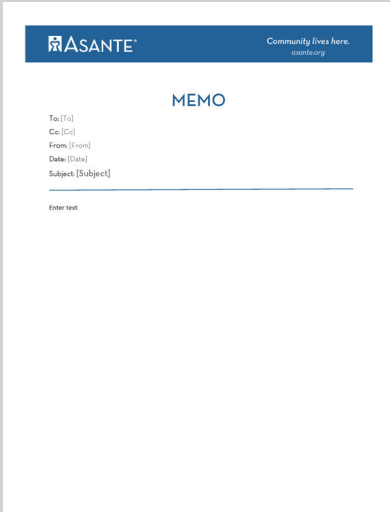 ASANTE®
Community lives here.
asante.org
MEMO
To: [To]
Cc: [Cc]
From: [From]
Date: [Date]
Subject: [Subject]
Enter text